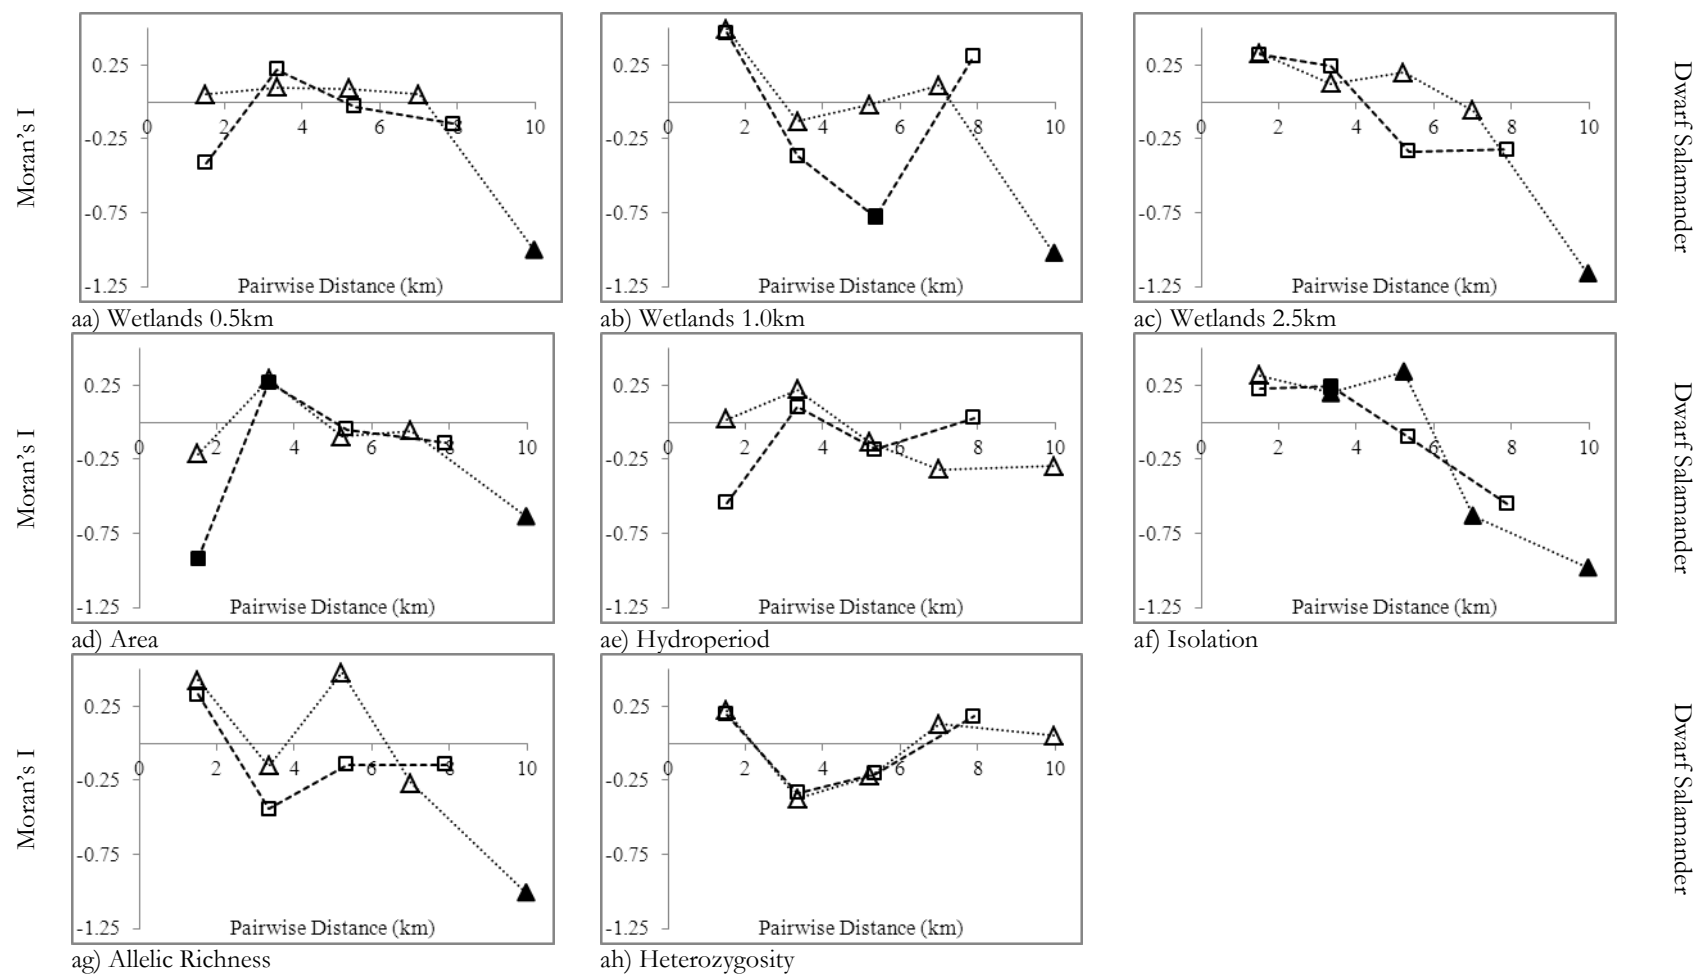 Moran's I
0.25
-0.25
-0.75
-1.25
0 2 4 6 8 10
Pairwise Distance (km)
aa) Wetlands 0.5km
0.25
-0.25
-0.75
-1.25
0 2 4 6 8 10
Pairwise Distance (km)
ab) Wetlands 1.0km
0.25
-0.25
-0.75
-1.25
0 2 4 6 8 10
Pairwise Distance (km)
ac) Wetlands 2.5km
Dwarf Salamander
Moran's I
0.25
-0.25
-0.75
-1.25
0 2 4 6 8 10
Pairwise Distance (km)
ad) Area
0.25
-0.25
-0.75
-1.25
0 2 4 6 8 10
Pairwise Distance (km)
ae) Hydroperiod
0.25
-0.25
-0.75
-1.25
0 2 4 6 8 10
Pairwise Distance (km)
af) Isolation
Dwarf Salamander
Moran's I
0.25
-0.25
-0.75
-1.25
0 2 4 6 8 10
Pairwise Distance (km)
ag) Allelic Richness
0.25
-0.25
-0.75
-1.25
0 2 4 6 8 10
Pairwise Distance (km)
ah) Heterozygosity
Dwarf Salamander